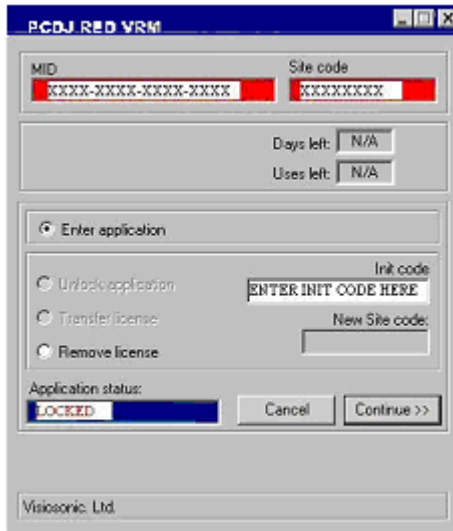 PCDJ RED VRM
MID
Site code
XXXX-XXXX-XXXX-XXXX
XXXXXXXX
Days left: N/A
Uses left: N/A
Enter application
Unlock application
Init code
ENTER INIT CODE HERE
Transfer license
New Site code:
Remove license
Application status:
LOCKED
Cancel
Continue >>
Visiosonic, Ltd.